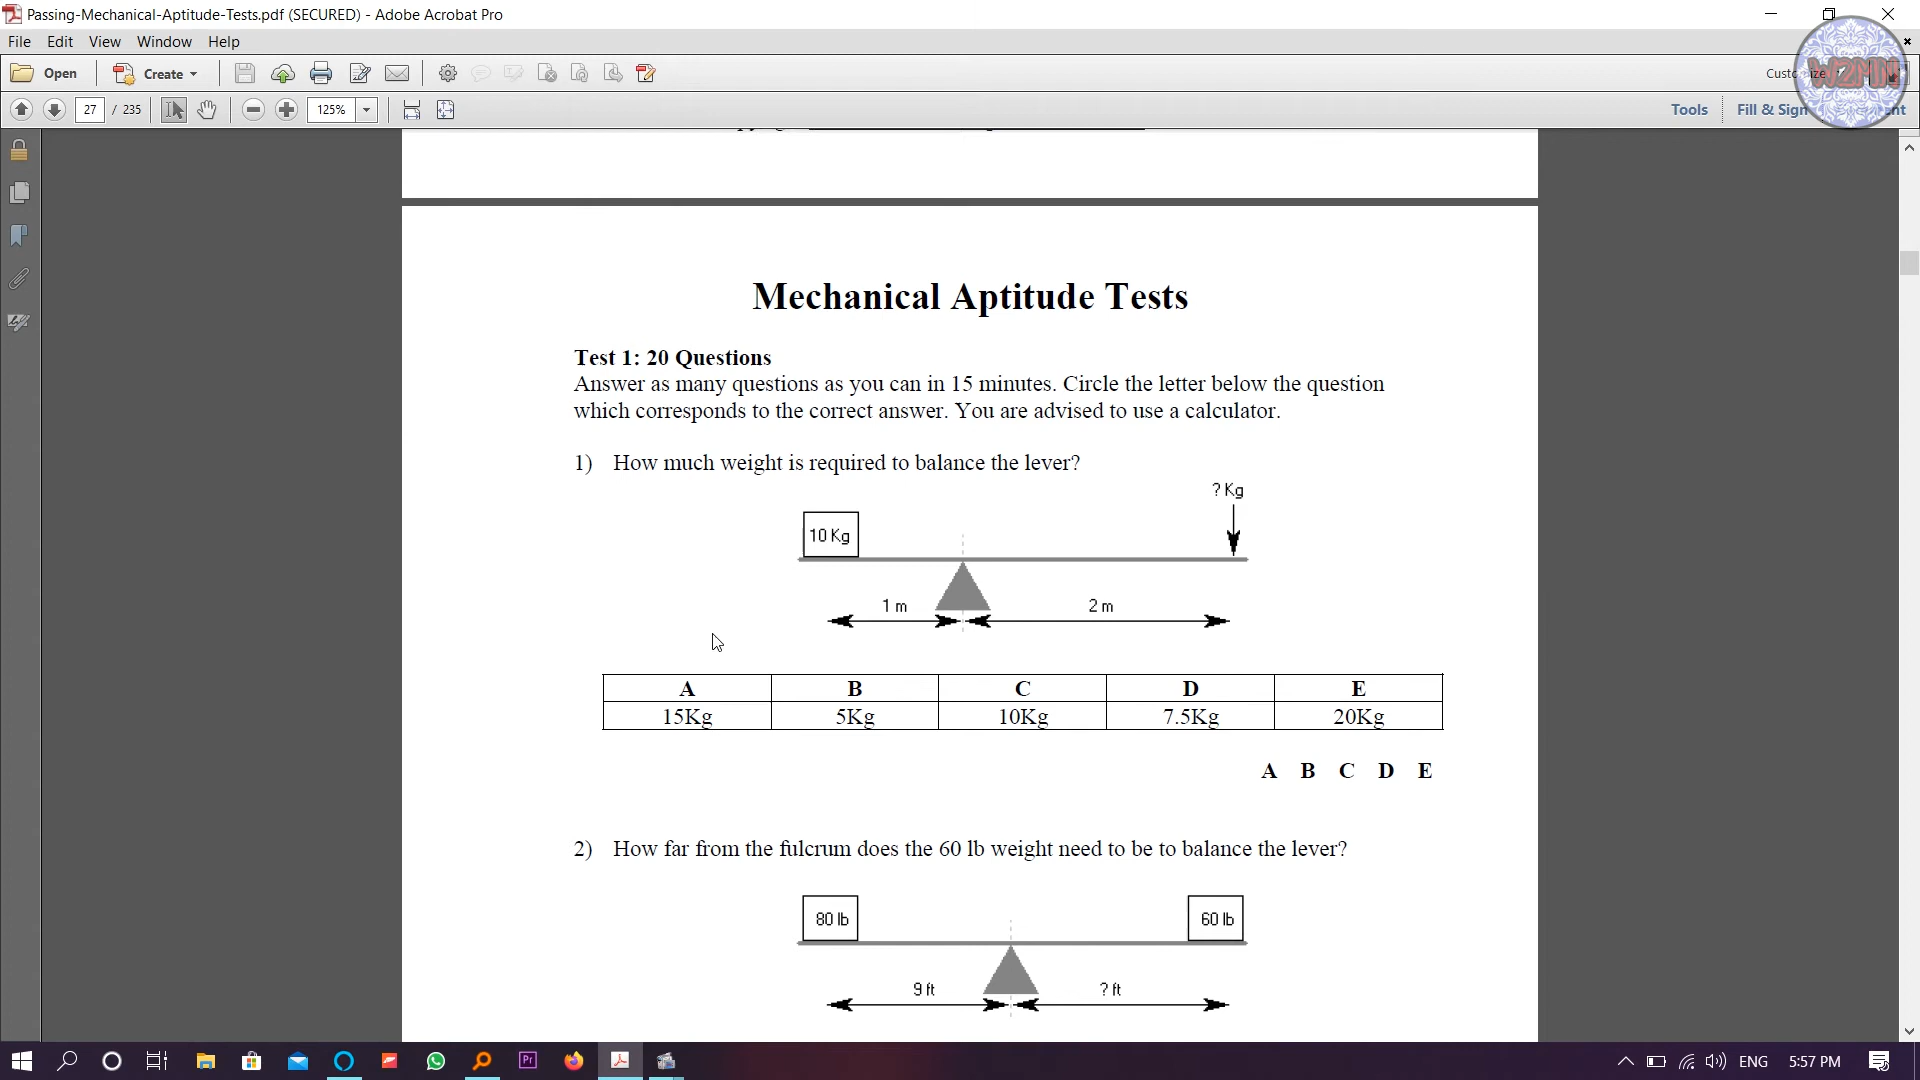 Passing-Mechanical-Aptitude-Tests.pdf (SECURED) - Adobe Acrobat Pro
File Edit View Window Help
Open Create
27 / 235 125% Tools Fill & Sign
Mechanical Aptitude Tests
Test 1: 20 Questions
Answer as many questions as you can in 15 minutes. Circle the letter below the question
which corresponds to the correct answer. You are advised to use a calculator.
1) How much weight is required to balance the lever?
? Kg
10 Kg
1 m 2 m
A B C D E
15Kg 5Kg 10Kg 7.5Kg 20Kg
A B C D E
2) How far from the fulcrum does the 60 lb weight need to be to balance the lever?
80 lb 60 lb
9 ft ? ft
Pr ENG 5:57 PM